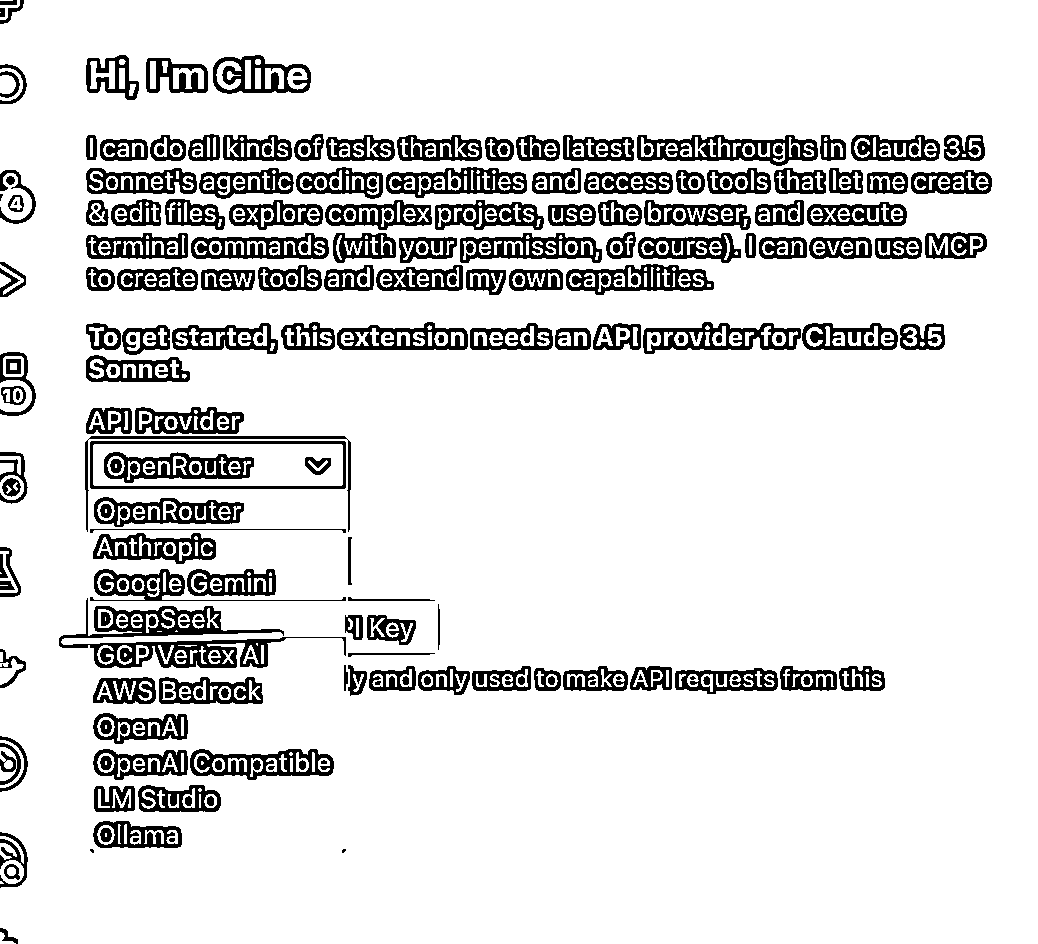 Hi, I'm Cline
I can do all kinds of tasks thanks to the latest breakthroughs in Claude 3.5
Sonnet's agentic coding capabilities and access to tools that let me create
& edit files, explore complex projects, use the browser, and execute
terminal commands (with your permission, of course). I can even use MCP
to create new tools and extend my own capabilities.
To get started, this extension needs an API provider for Claude 3.5
Sonnet.
API Provider
OpenRouter
OpenRouter
Anthropic
Google Gemini
DeepSeek
Key
GCP Vertex AI
AWS Bedrock
and only used to make API requests from this
OpenAI
OpenAI Compatible
LM Studio
Ollama
4
10